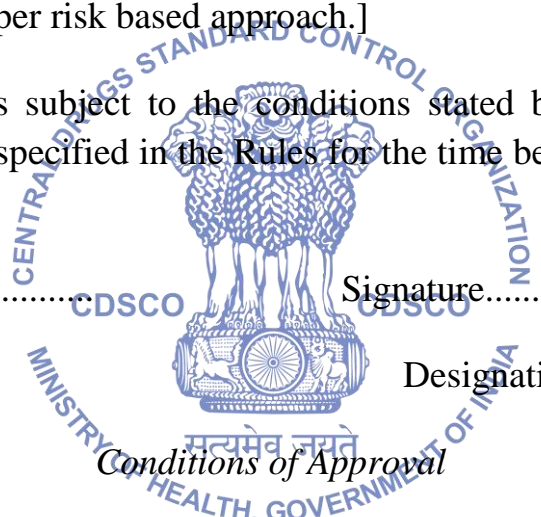 per risk based approach.]
CENTRAL DRUGS STANDARD CONTROL ORGANIZATION
s subject to the conditions stated b
specified in the Rules for the time be
........... Signature.......
CDSCO CDSCO
Designati
सत्यमेव जयते
Conditions of Approval
MINISTRY OF HEALTH, GOVERNMENT OF INDIA